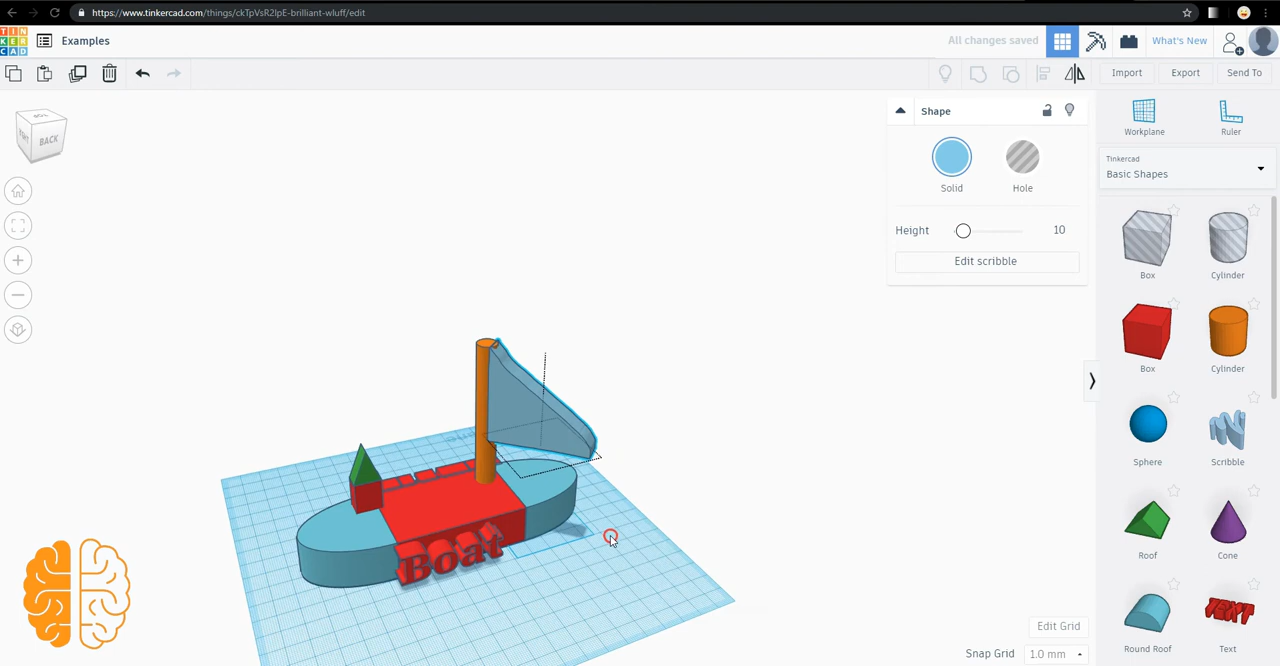 https://www.tinkercad.com/things/ckTpVsR2lpE-brilliant-wluff/edit
TIN
KER
CAD
Examples
All changes saved
What's New
Import
Export
Send To
TOP
BACK
Shape
Solid
Hole
Height
10
Edit scribble
Workplane
Ruler
Tinkercad
Basic Shapes
Box
Cylinder
Box
Cylinder
Sphere
Scribble
Roof
Cone
Round Roof
TEXT
Text
Boat
Edit Grid
Snap Grid
1.0 mm